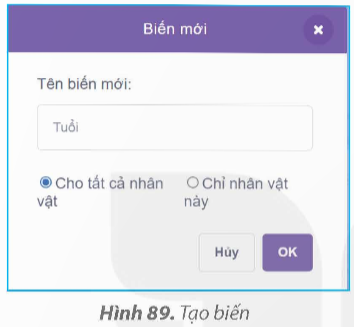 Biến mới
Tên biến mới:
Tuổi
Cho tất cả nhân vật
Chỉ nhân vật này
Hủy
OK
Hình 89. Tạo biến